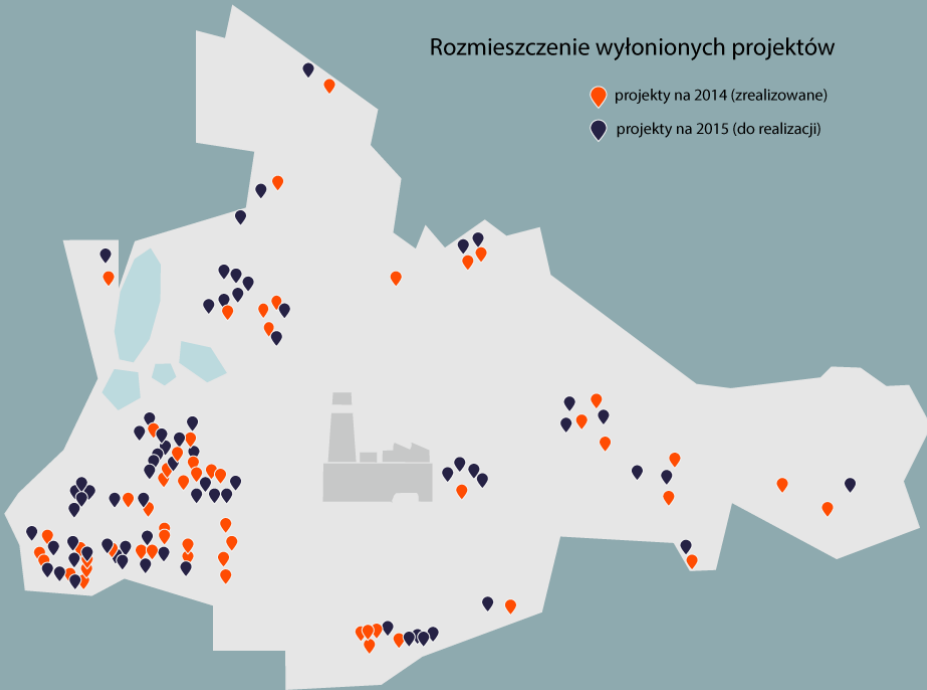 Rozmieszczenie wyłonionych projektów
projekty na 2014 (zrealizowane)
projekty na 2015 (do realizacji)